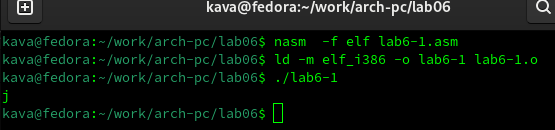 kava@fedora:~/work/arch-pc/lab06
kava@fedora:~/work/arch-pc/lab06$ nasm  -f elf lab6-1.asm
kava@fedora:~/work/arch-pc/lab06$ ld -m elf_i386 -o lab6-1 lab6-1.o
kava@fedora:~/work/arch-pc/lab06$ ./lab6-1
j
kava@fedora:~/work/arch-pc/lab06$